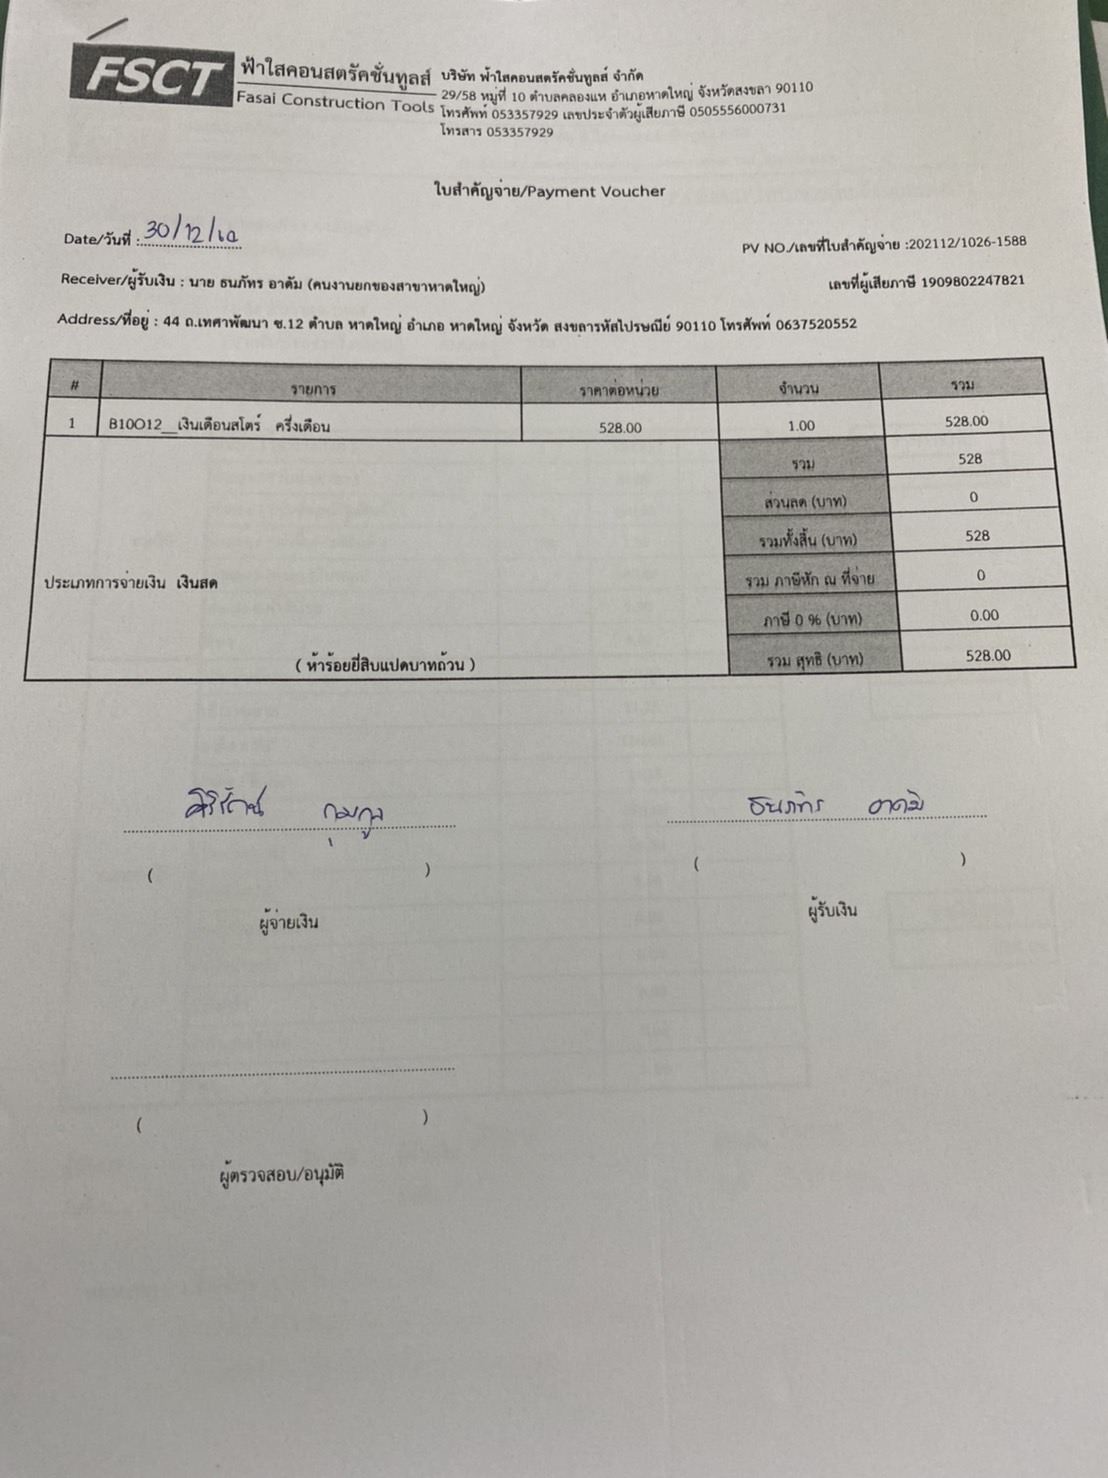 FSCT ฟ้าใสคอนสตรัคชั่นทูลส์
Fasai Construction Tools
บริษัท ฟ้าใสคอนสตรัคชั่นทูลส์ จำกัด
29/58 หมู่ที่ 10 ตำบลคลองแห อำเภอหาดใหญ่ จังหวัดสงขลา 90110
โทรศัพท์ 053357929 เลขประจำตัวผู้เสียภาษี 0505556000731
โทรสาร 053357929
ใบสำคัญจ่าย/Payment Voucher
Date/วันที่ : 30/12/
PV NO./เลขที่ใบสำคัญจ่าย :202112/1026-1588
Receiver/ผู้รับเงิน : นาย ธนภัทร อาดัม (คนงานยกของสาขาหาดใหญ่)
เลขที่ผู้เสียภาษี 1909802247821
Address/ที่อยู่ : 44 ถ.เทศาพัฒนา ซ.12 ตำบล หาดใหญ่ อำเภอ หาดใหญ่ จังหวัด สงขลารหัสไปรษณีย์ 90110 โทรศัพท์ 0637520552
# รายการ ราคาต่อหน่วย จำนวน รวม
1 B10O12__เงินเดือนสโตร์ ครึ่งเดือน 528.00 1.00 528.00
รวม 528
ส่วนลด (บาท) 0
รวมทั้งสิ้น (บาท) 528
ประเภทการจ่ายเงิน เงินสด รวม ภาษีหัก ณ ที่จ่าย 0
ภาษี 0 % (บาท) 0.00
( ห้าร้อยยี่สิบแปดบาทถ้วน ) รวม สุทธิ (บาท) 528.00
ธนภัทร อาดัม
( ) ( )
ผู้จ่ายเงิน ผู้รับเงิน
( )
ผู้ตรวจสอบ/อนุมัติ